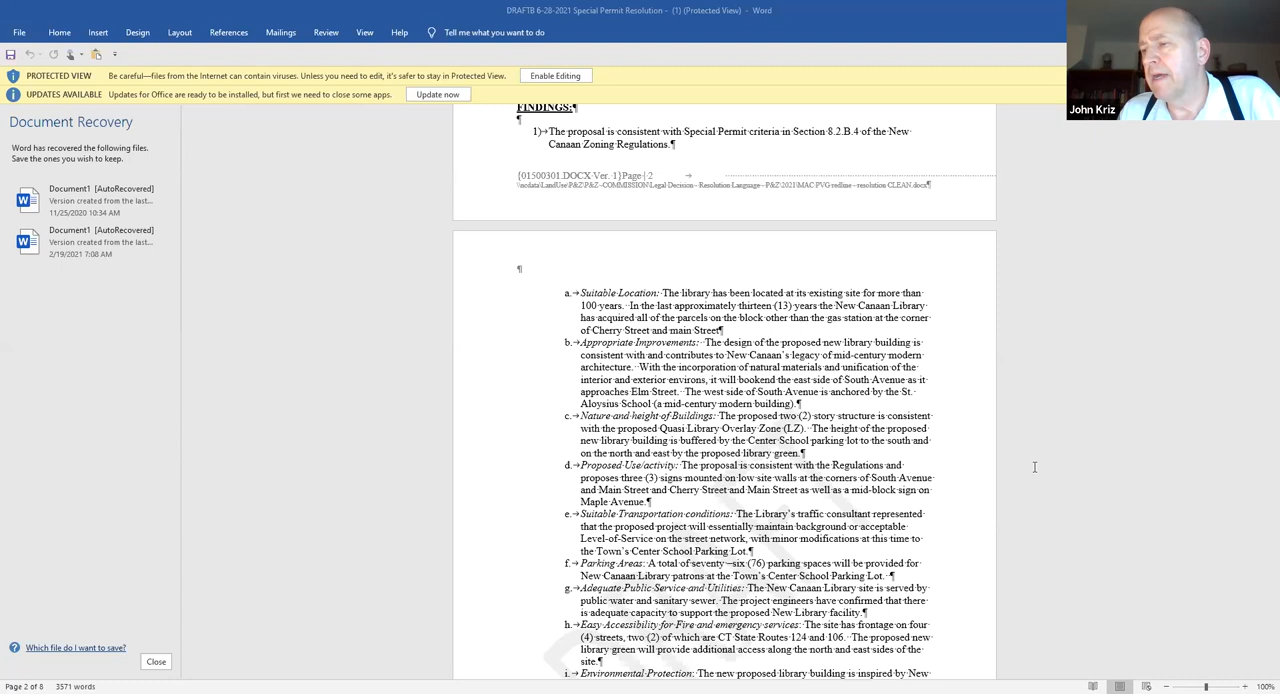 DRAFTB 6-28-2021 Special Permit Resolution - (1) (Protected View) - Word
File Home Insert Design Layout References Mailings Review View Help Tell me what you want to do
PROTECTED VIEW Be careful—files from the Internet can contain viruses. Unless you need to edit, it's safer to stay in Protected View. Enable Editing
UPDATES AVAILABLE Updates for Office are ready to be installed, but first we need to close some apps. Update now
John Kriz
Document Recovery
Word has recovered the following files.
Save the ones you wish to keep.
Document1 [AutoRecovered]
Version created from the last...
11/25/2020 10:34 AM
Document1 [AutoRecovered]
Version created from the last...
2/19/2021 7:08 AM
Which file do I want to save?
Close
FINDINGS:¶
¶
1)→The proposal is consistent with Special Permit criteria in Section 8.2.B.4 of the New
Canaan Zoning Regulations.¶
{01500301.DOCX Ver. 1}Page | 2 →
\\ncdata\LandUse\P&Z\P&Z COMMISSION\Legal Decision - Resolution Language - P&Z\2021\MAC PVG redline - resolution CLEAN.docx¶
¶
a.→Suitable Location: The library has been located at its existing site for more than
100 years. In the last approximately thirteen (13) years the New Canaan Library
has acquired all of the parcels on the block other than the gas station at the corner
of Cherry Street and main Street¶
b.→Appropriate Improvements: The design of the proposed new library building is
consistent with and contributes to New Canaan's legacy of mid-century modern
architecture. With the incorporation of natural materials and unification of the
interior and exterior environs, it will bookend the east side of South Avenue as it
approaches Elm Street. The west side of South Avenue is anchored by the St.
Aloysius School (a mid-century modern building).¶
c.→Nature and height of Buildings: The proposed two (2) story structure is consistent
with the proposed Quasi Library Overlay Zone (LZ). The height of the proposed
new library building is buffered by the Center School parking lot to the south and
on the north and east by the proposed library green.¶
d.→Proposed Use/activity: The proposal is consistent with the Regulations and
proposes three (3) signs mounted on low site walls at the corners of South Avenue
and Main Street and Cherry Street and Main Street as well as a mid-block sign on
Maple Avenue.¶
e.→Suitable Transportation conditions: The Library's traffic consultant represented
that the proposed project will essentially maintain background or acceptable
Level-of-Service on the street network, with minor modifications at this time to
the Town's Center School Parking Lot.¶
f.→Parking Areas: A total of seventy –six (76) parking spaces will be provided for
New Canaan Library patrons at the Town's Center School Parking Lot. ¶
g.→Adequate Public Service and Utilities: The New Canaan Library site is served by
public water and sanitary sewer. The project engineers have confirmed that there
is adequate capacity to support the proposed New Library facility.¶
h.→Easy Accessibility for Fire and emergency services: The site has frontage on four
(4) streets, two (2) of which are CT State Routes 124 and 106. The proposed new
library green will provide additional access along the north and east sides of the
site.¶
i.→Environmental Protection: The new proposed library building is inspired by New
Page 2 of 8 3571 words 100%